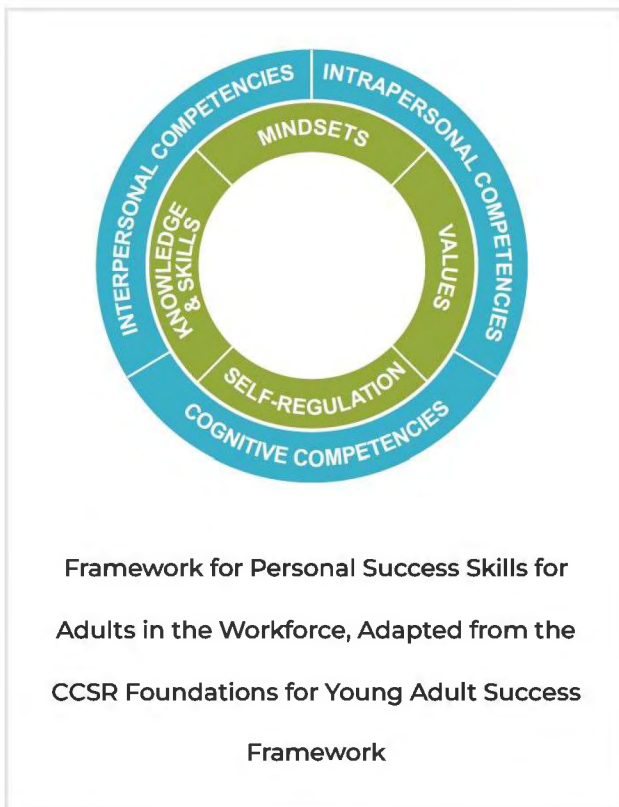 INTERPERSONAL COMPETENCIES
INTRAPERSONAL COMPETENCIES
COGNITIVE COMPETENCIES
MINDSETS
VALUES
SELF-REGULATION
KNOWLEDGE
& SKILLS
Framework for Personal Success Skills for
Adults in the Workforce, Adapted from the
CCSR Foundations for Young Adult Success
Framework